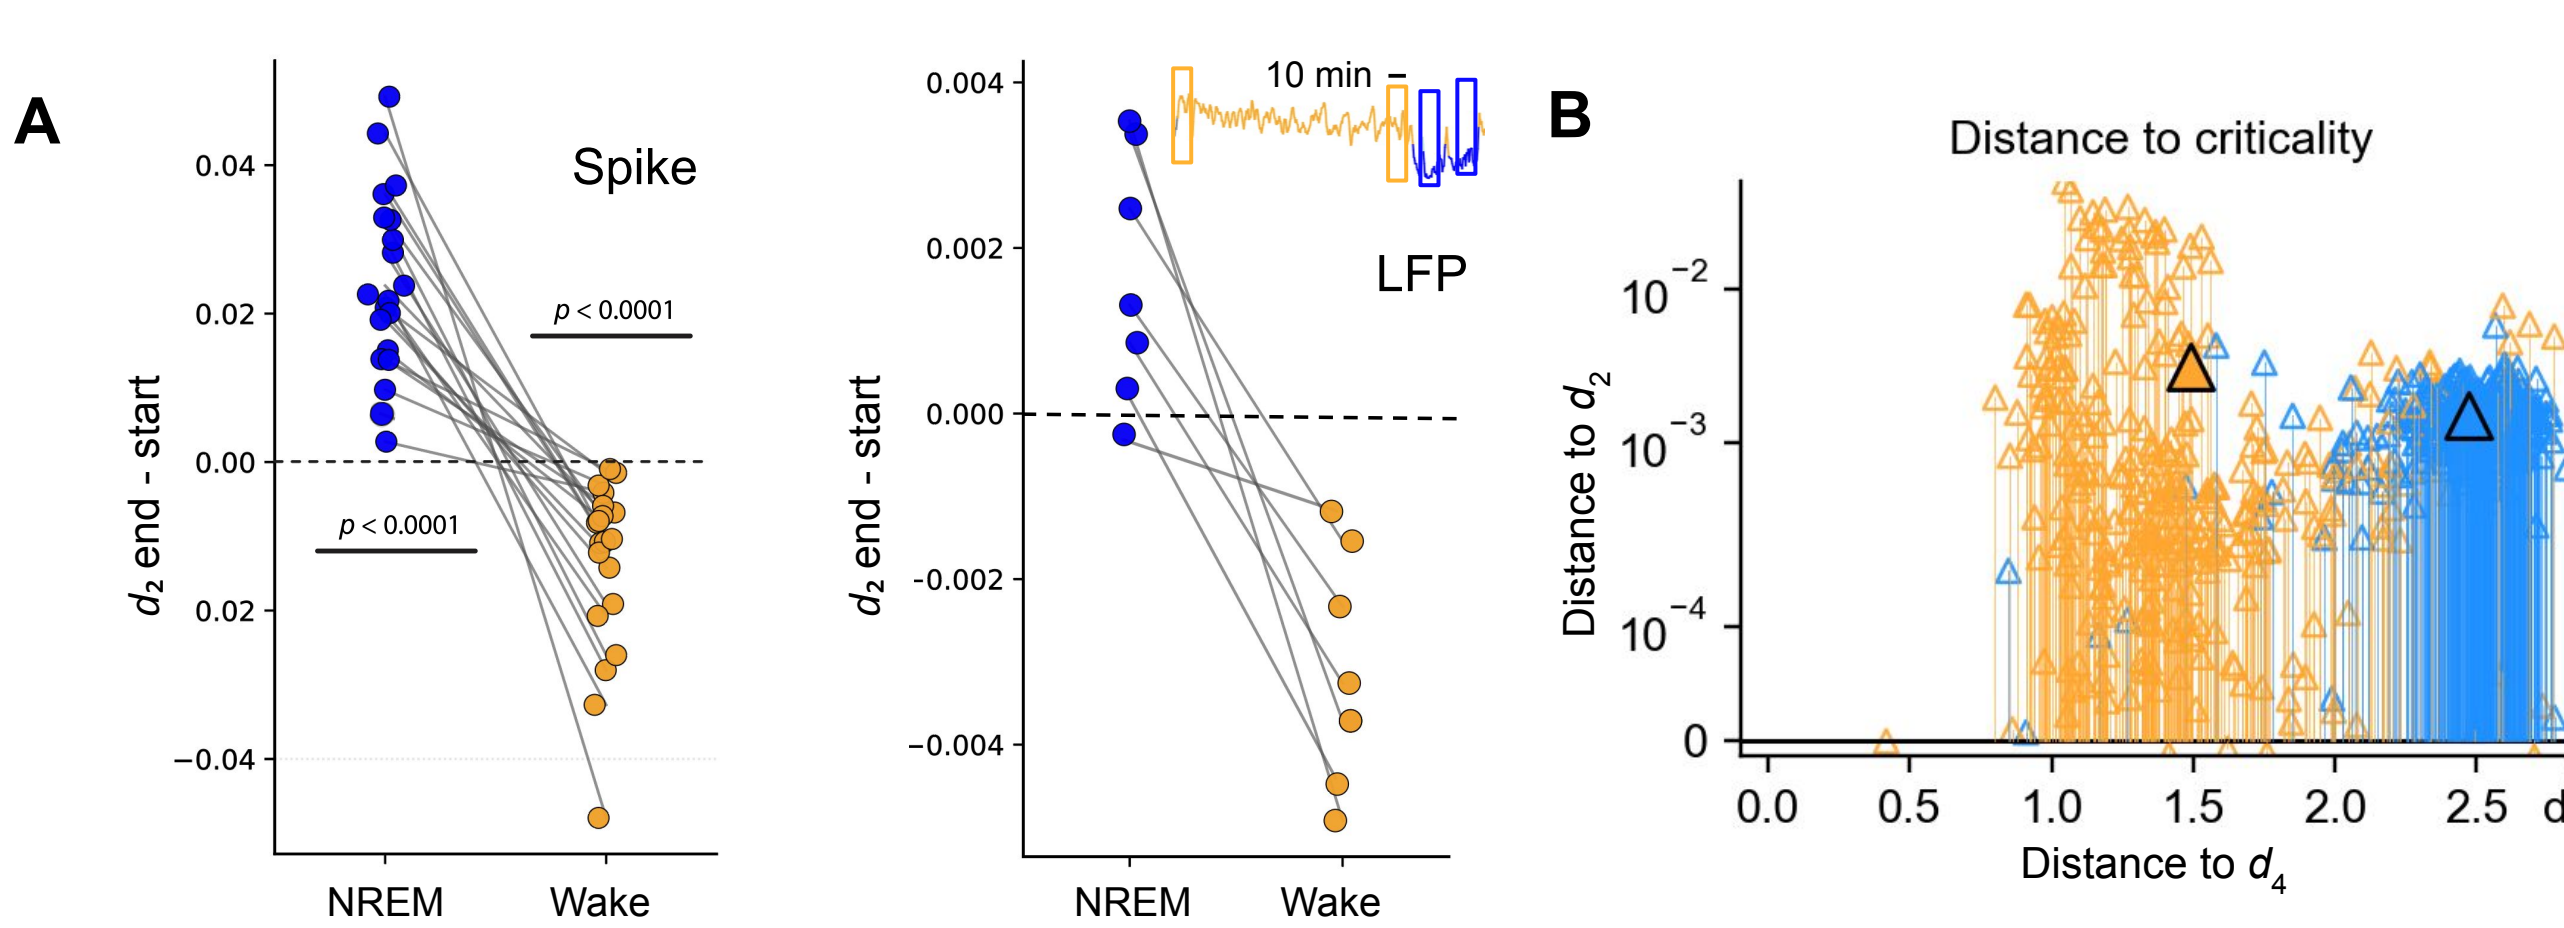 A
Spike
0.04
0.02
0.00
0.02
−0.04
d₂ end - start
p < 0.0001
p < 0.0001
NREM
Wake
10 min
LFP
0.004
0.002
0.000
-0.002
−0.004
d₂ end - start
NREM
Wake
B
Distance to criticality
10⁻²
10⁻³
10⁻⁴
0
Distance to d₂
0.0 0.5 1.0 1.5 2.0 2.5 d
Distance to d₄